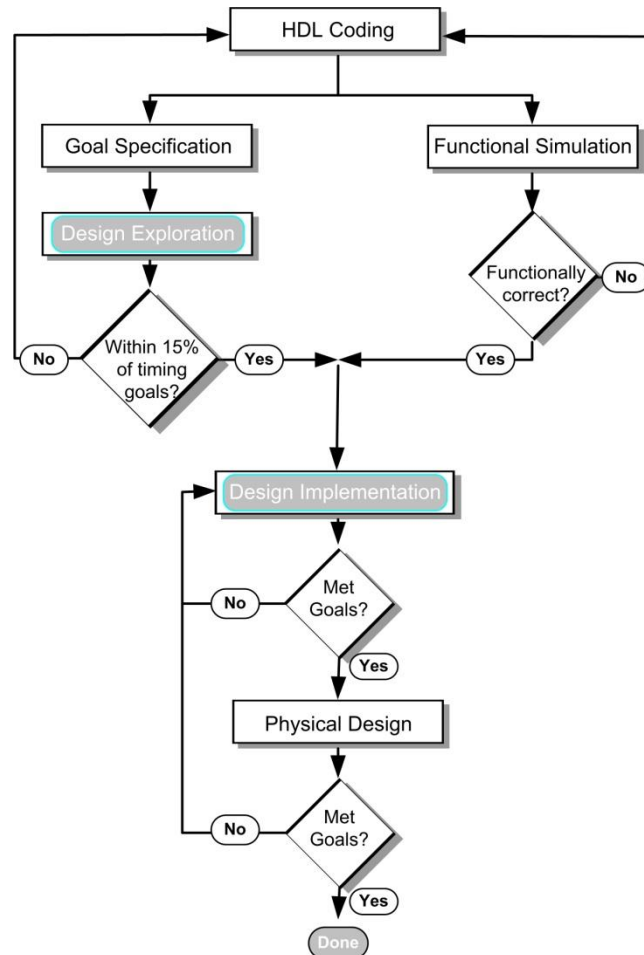 HDL Coding
Goal Specification
Functional Simulation
Design Exploration
Functionally
correct?
No
No
Within 15%
of timing
goals?
Yes
Yes
Design Implementation
No
Met
Goals?
Yes
Physical Design
No
Met
Goals?
Yes
Done